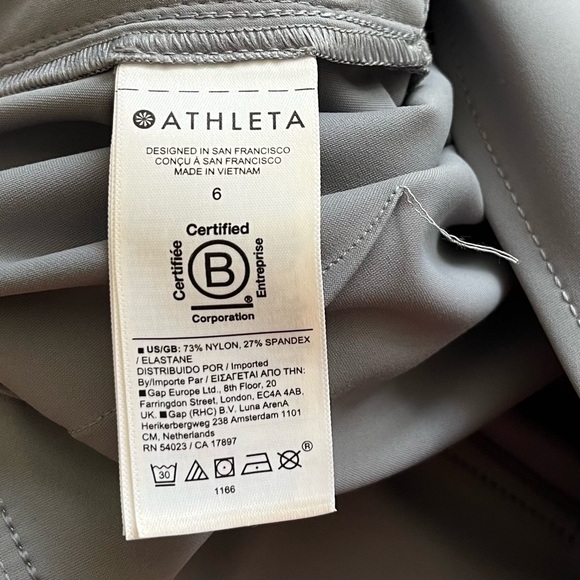 ATHLETA
DESIGNED IN SAN FRANCISCO
CONÇU À SAN FRANCISCO
MADE IN VIETNAM
6
Certified
Certifiée
B
Entreprise
®
Corporation
■ US/GB: 73% NYLON, 27% SPANDEX
/ ELASTANE
DISTRIBUIDO POR / Imported
By/Importe Par / ΕΙΣΑΓΕΤΑΙ ΑΠΟ ΤΗΝ:
■Gap Europe Ltd., 8th Floor, 20
Farringdon Street, London, EC4A 4AB,
UK. ■Gap (RHC) B.V. Luna ArenA
Herikerbergweg 238 Amsterdam 1101
CM, Netherlands
RN 54023 / CA 17897
30
®
1166